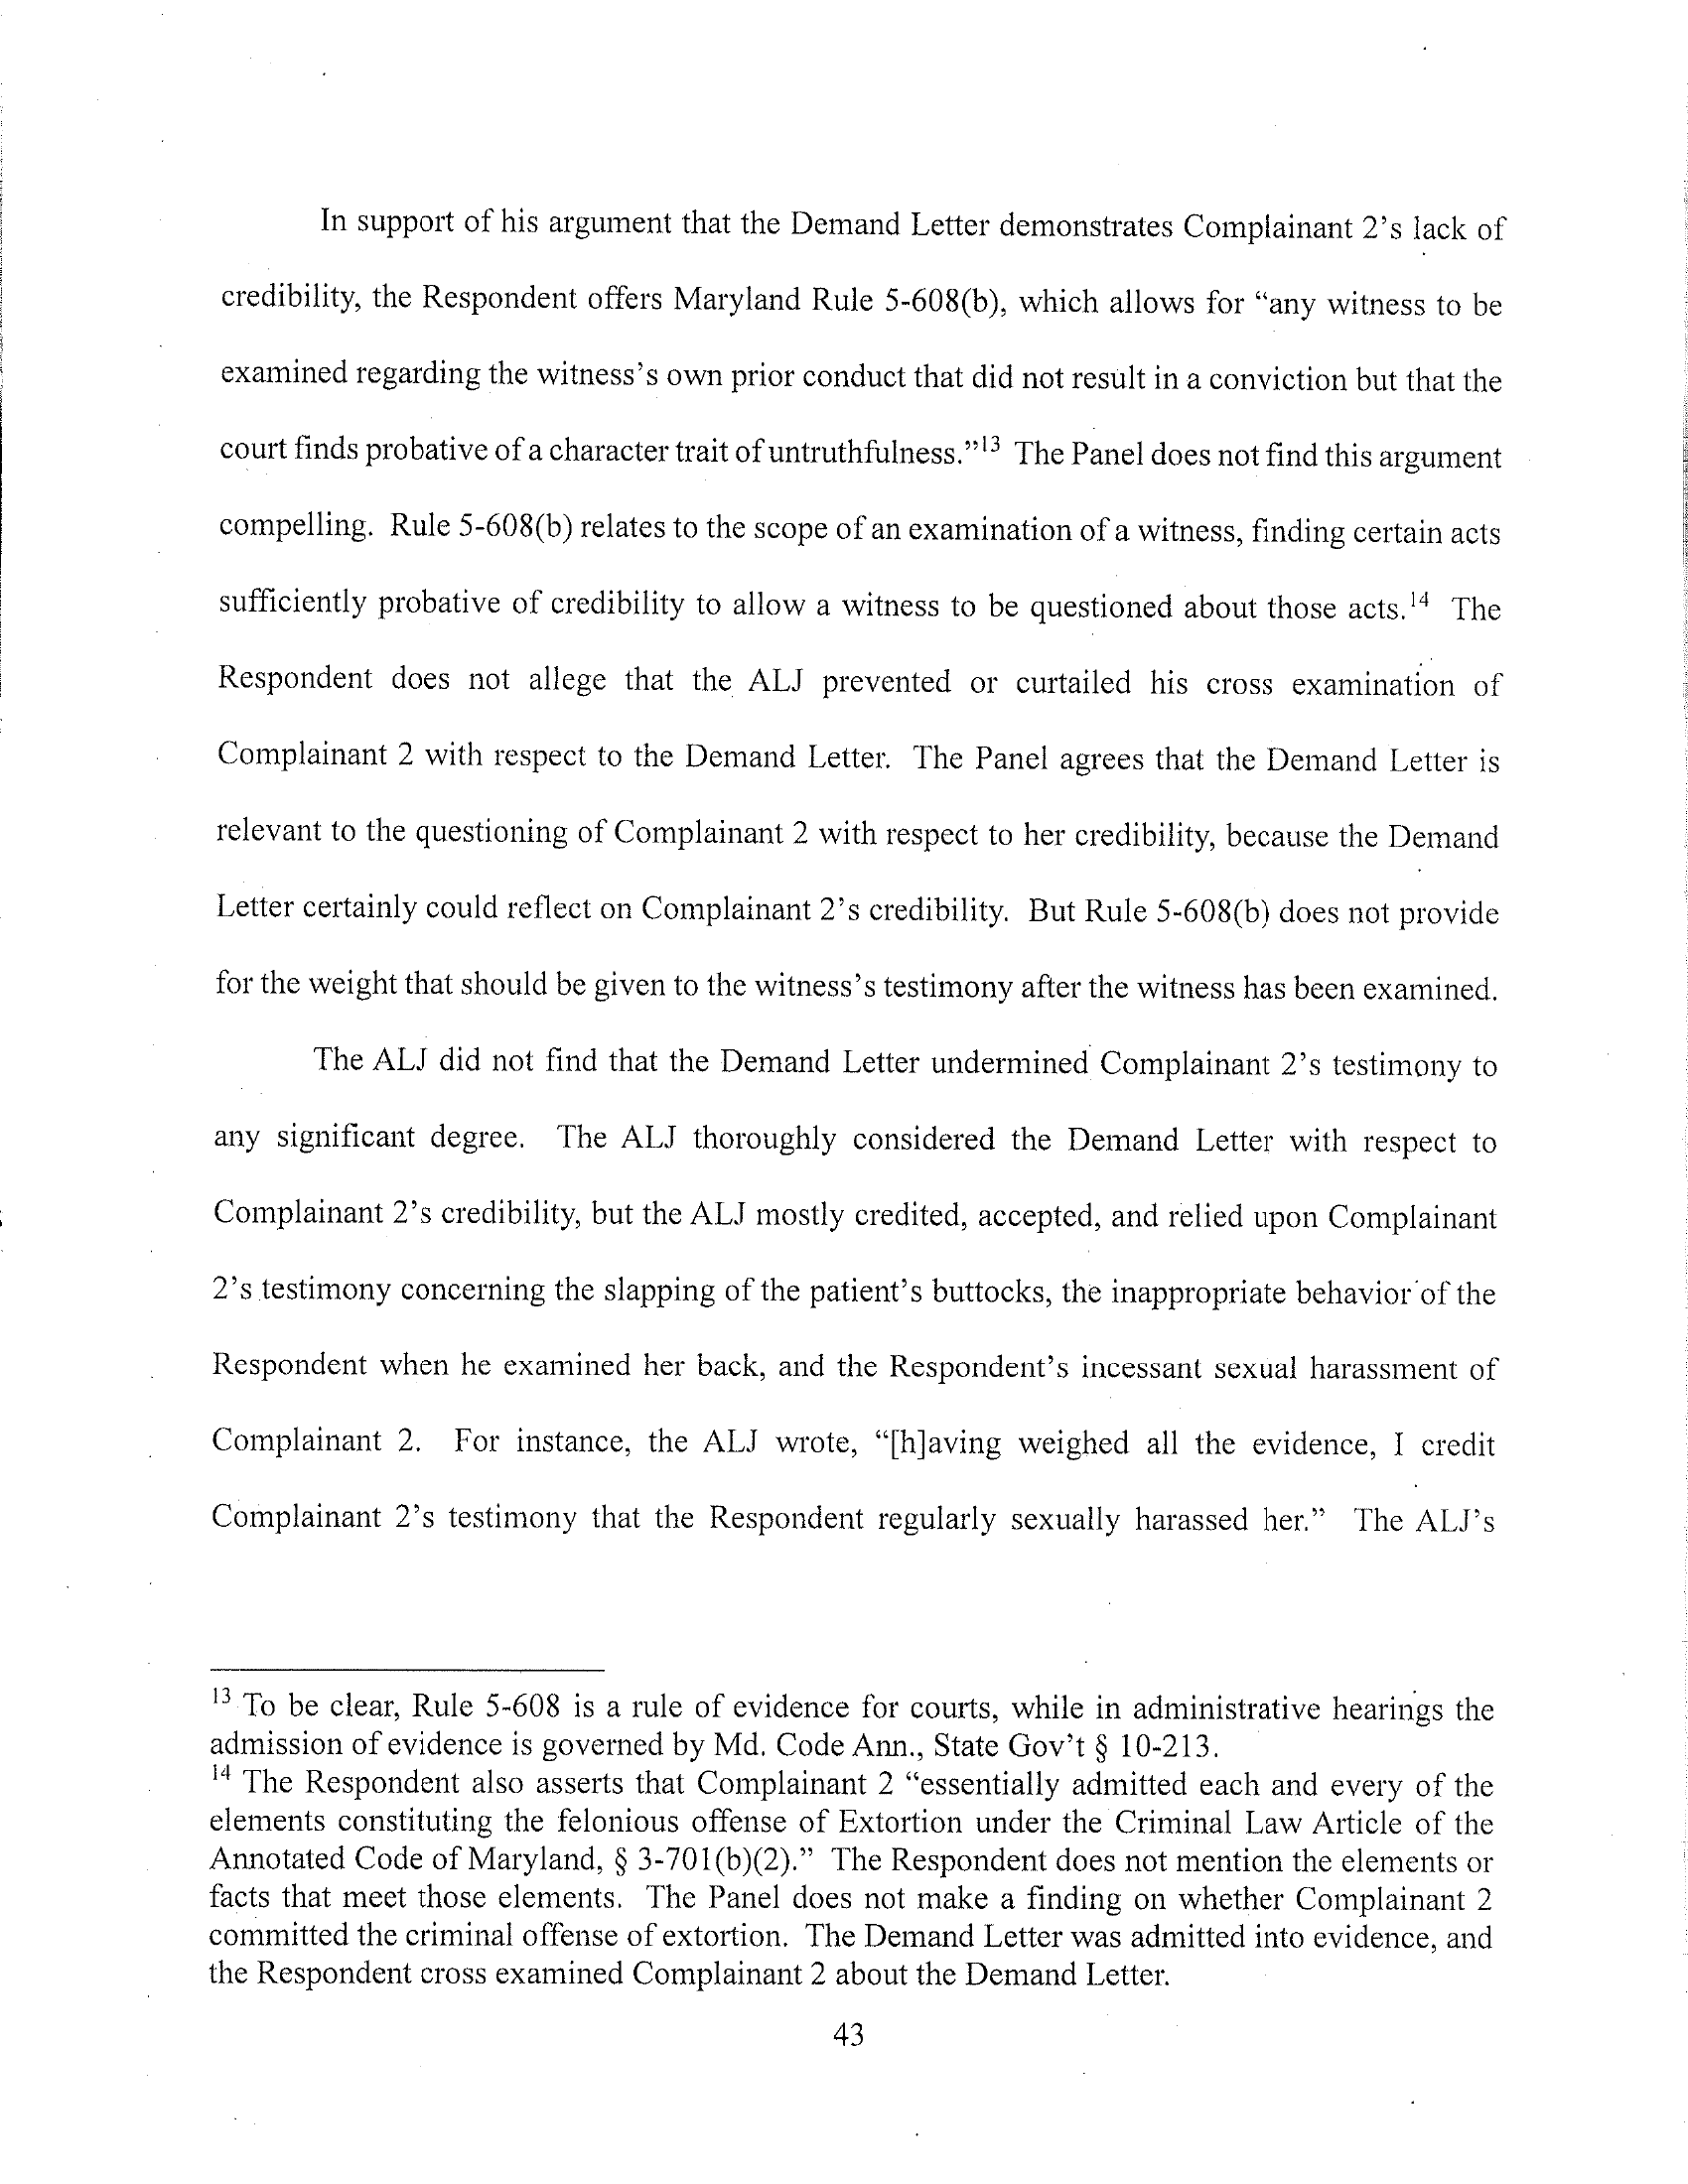 In support of his argument that the Demand Letter demonstrates Complainant 2's lack of
credibility, the Respondent offers Maryland Rule 5-608(b), which allows for “any witness to be
examined regarding the witness's own prior conduct that did not result in a conviction but that the
court finds probative of a character trait of untruthfulness.”13 The Panel does not find this argument
compelling. Rule 5-608(b) relates to the scope of an examination of a witness, finding certain acts
sufficiently probative of credibility to allow a witness to be questioned about those acts.14 The
Respondent does not allege that the ALJ prevented or curtailed his cross examination of
Complainant 2 with respect to the Demand Letter. The Panel agrees that the Demand Letter is
relevant to the questioning of Complainant 2 with respect to her credibility, because the Demand
Letter certainly could reflect on Complainant 2's credibility. But Rule 5-608(b) does not provide
for the weight that should be given to the witness's testimony after the witness has been examined.
The ALJ did not find that the Demand Letter undermined Complainant 2's testimony to
any significant degree. The ALJ thoroughly considered the Demand Letter with respect to
Complainant 2's credibility, but the ALJ mostly credited, accepted, and relied upon Complainant
2's testimony concerning the slapping of the patient's buttocks, the inappropriate behavior of the
Respondent when he examined her back, and the Respondent's incessant sexual harassment of
Complainant 2. For instance, the ALJ wrote, “[h]aving weighed all the evidence, I credit
Complainant 2's testimony that the Respondent regularly sexually harassed her.” The ALJ's
13 To be clear, Rule 5-608 is a rule of evidence for courts, while in administrative hearings the
admission of evidence is governed by Md. Code Ann., State Gov't § 10-213.
14 The Respondent also asserts that Complainant 2 “essentially admitted each and every of the
elements constituting the felonious offense of Extortion under the Criminal Law Article of the
Annotated Code of Maryland, § 3-701(b)(2).” The Respondent does not mention the elements or
facts that meet those elements. The Panel does not make a finding on whether Complainant 2
committed the criminal offense of extortion. The Demand Letter was admitted into evidence, and
the Respondent cross examined Complainant 2 about the Demand Letter.
43